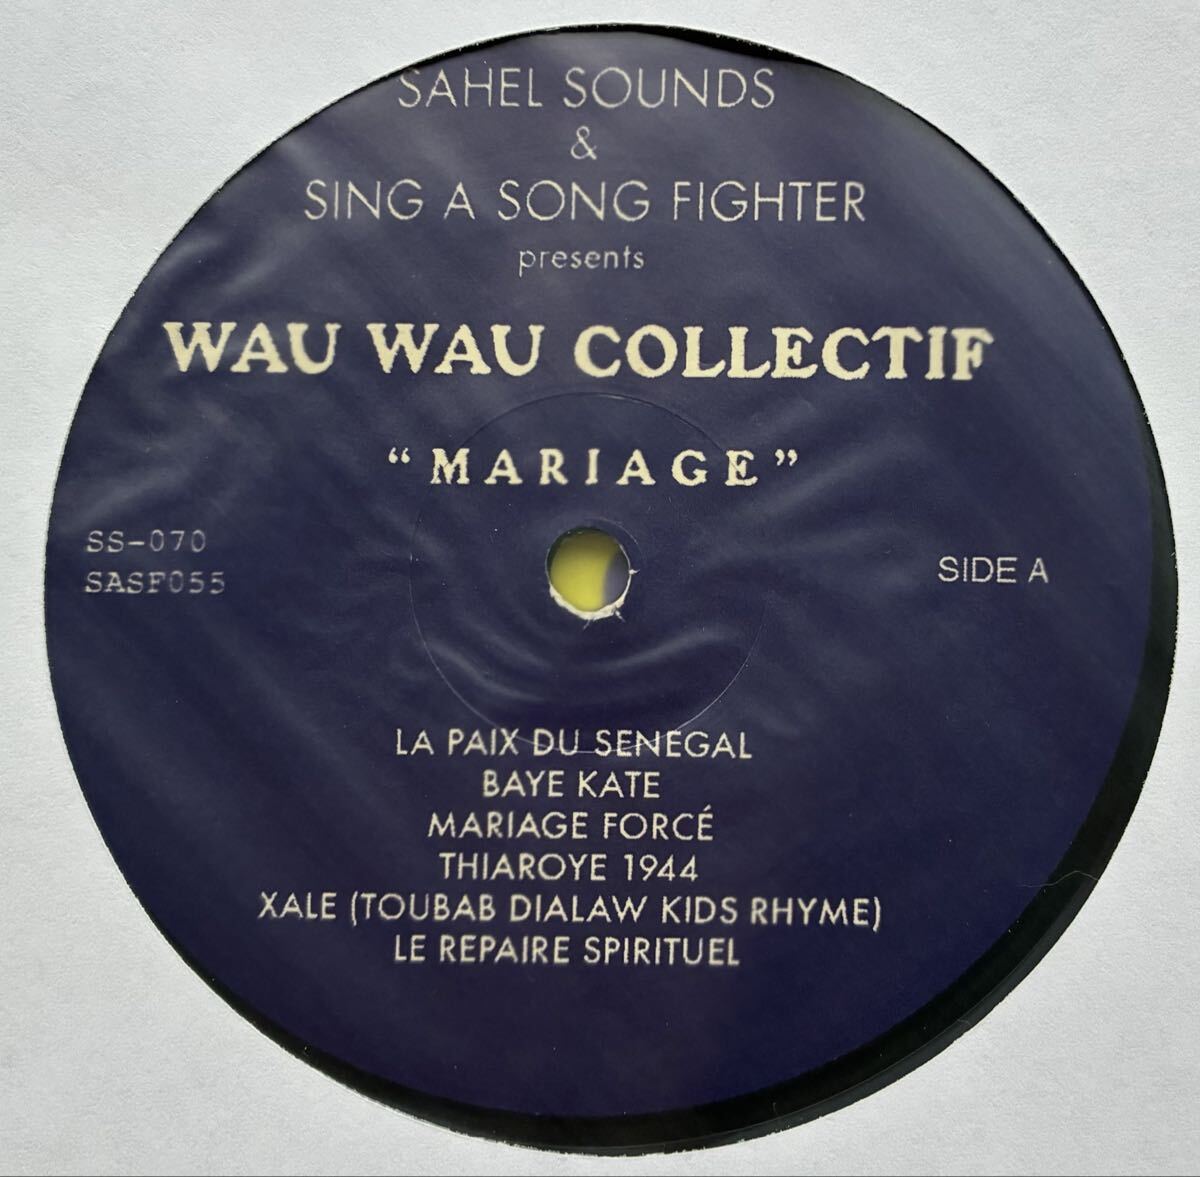 SAHEL SOUNDS
&
SING A SONG FIGHTER
presents
WAU WAU COLLECTIF
“MARIAGE”
SS-070
SASF055
SIDE A
LA PAIX DU SENEGAL
BAYE KATE
MARIAGE FORCÉ
THIAROYE 1944
XALE (TOUBAB DIALAW KIDS RHYME)
LE REPAIRE SPIRITUEL